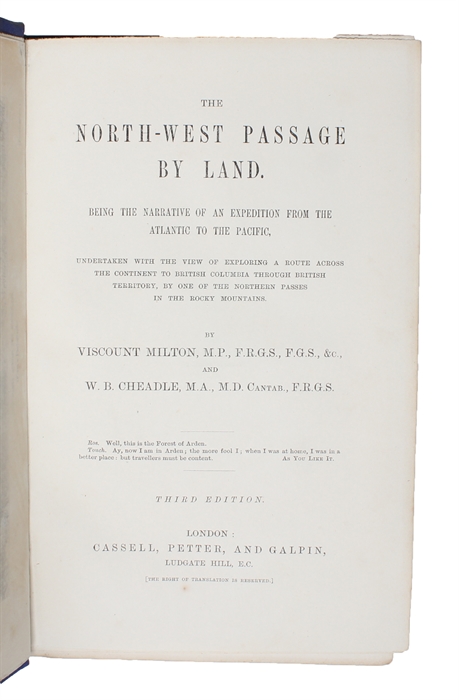 THE
NORTH-WEST PASSAGE
BY LAND.
BEING THE NARRATIVE OF AN EXPEDITION FROM THE
ATLANTIC TO THE PACIFIC,
UNDERTAKEN WITH THE VIEW OF EXPLORING A ROUTE ACROSS
THE CONTINENT TO BRITISH COLUMBIA THROUGH BRITISH
TERRITORY, BY ONE OF THE NORTHERN PASSES
IN THE ROCKY MOUNTAINS.
BY
VISCOUNT MILTON, M.P., F.R.G.S., F.G.S., &c.,
AND
W. B. CHEADLE, M.A., M.D. CANTAB., F.R.G.S.
Ros. Well, this is the Forest of Arden.
Touch. Ay, now I am in Arden; the more fool I; when I was at home, I was in a
better place: but travellers must be content. AS YOU LIKE IT.
THIRD EDITION.
LONDON:
CASSELL, PETTER, AND GALPIN,
LUDGATE HILL, E.C.
[THE RIGHT OF TRANSLATION IS RESERVED.]